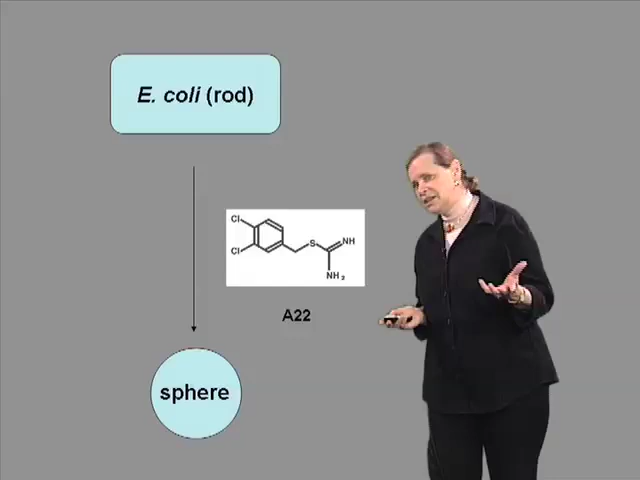 E. coli (rod)
Cl
Cl
S
NH
NH2
A22
sphere